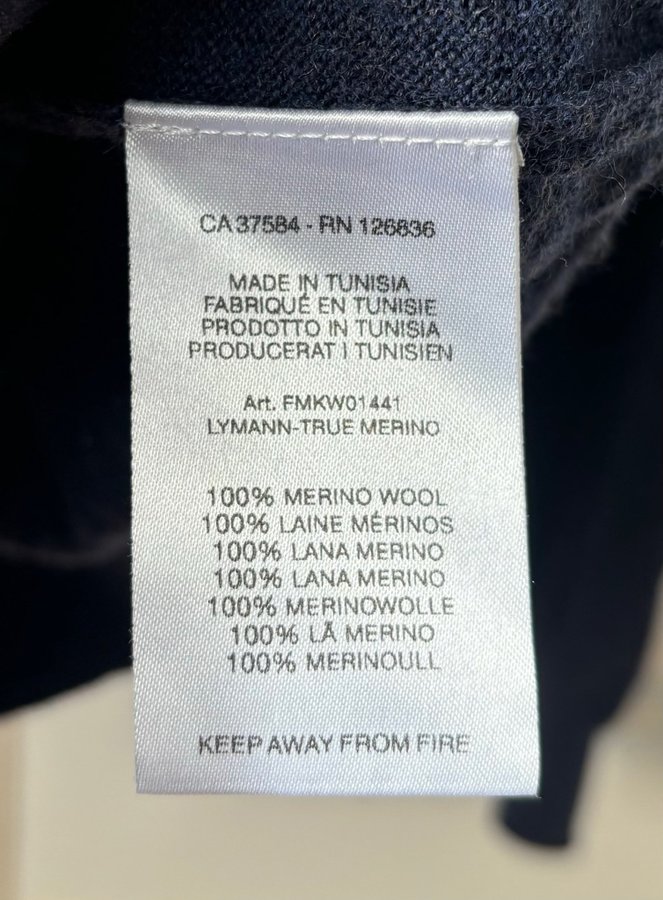 CA 37584 - RN 126836
MADE IN TUNISIA
FABRIQUÉ EN TUNISIE
PRODOTTO IN TUNISIA
PRODUCERAT I TUNISIEN
Art. FMKW01441
LYMANN-TRUE MERINO
100% MERINO WOOL
100% LAINE MÉRINOS
100% LANA MERINO
100% LANA MERINO
100% MERINOWOLLE
100% LÃ MERINO
100% MERINOULL
KEEP AWAY FROM FIRE